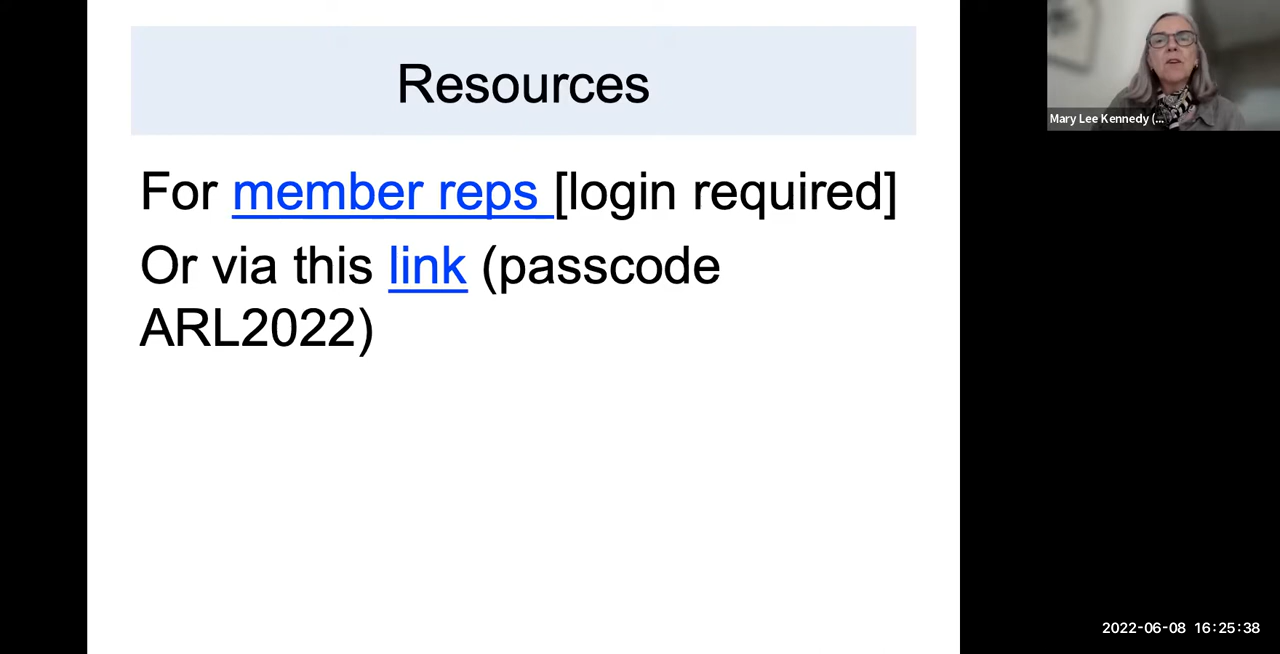 Resources
For member reps [login required]
Or via this link (passcode
ARL2022)
Mary Lee Kennedy (...
2022-06-08 16:25:38